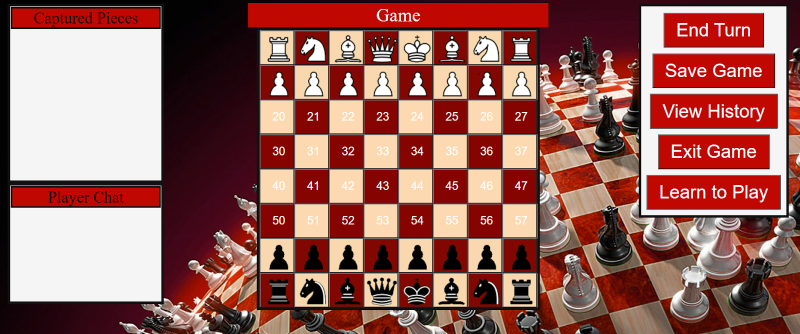 Captured Pieces
Player Chat
Game
20 21 22 23 24 25 26 27
30 31 32 33 34 35 36 37
40 41 42 43 44 45 46 47
50 51 52 53 54 55 56 57
End Turn
Save Game
View History
Exit Game
Learn to Play